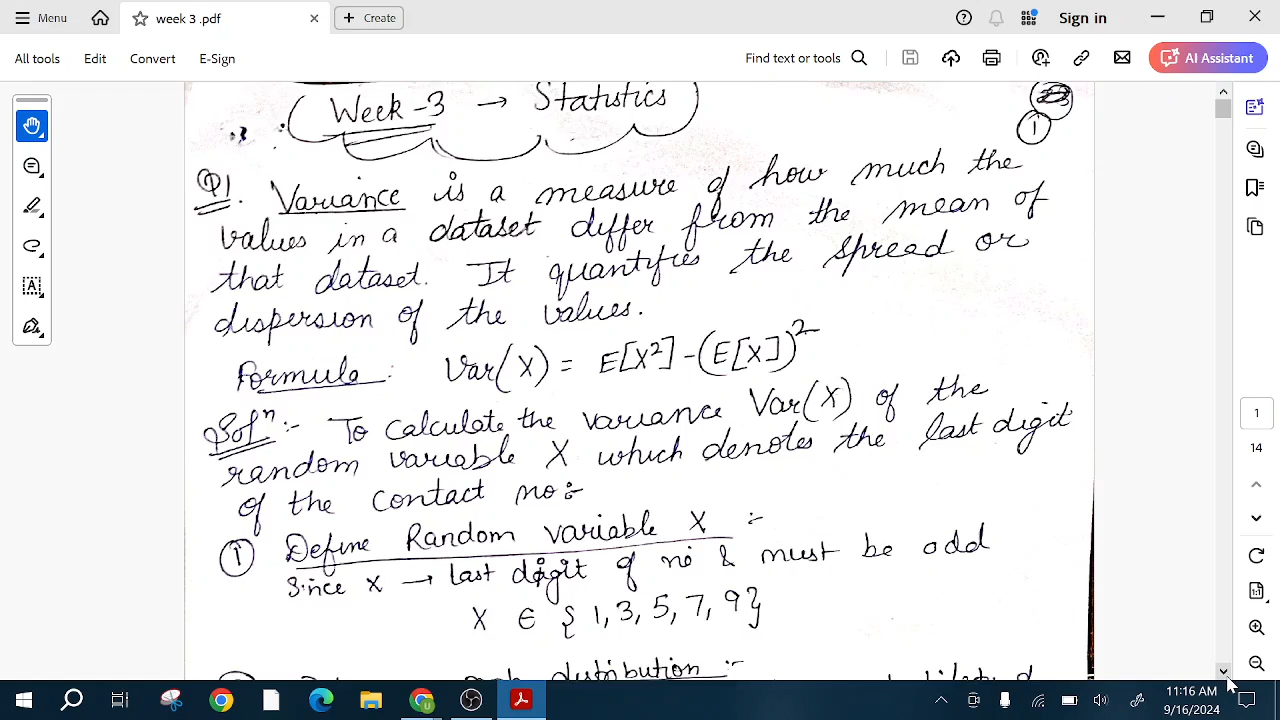 Menu
week 3 .pdf
Create
Sign in
All tools
Edit
Convert
E-Sign
Find text or tools
AI Assistant
Week-3 → Statistics
1
Q1. Variance is a measure of how much the
values in a dataset differ from the mean of
that dataset. It quantifies the spread or
dispersion of the values.
Formula: Var(X) = E[X²] - (E[X])²
Solⁿ:- To calculate the variance Var(X) of the
random variable X which denotes the last digit
of the contact no:-
① Define Random variable X :-
Since X → last digit of no & must be odd
X ∈ {1, 3, 5, 7, 9}
distribution :-
1
14
11:16 AM
9/16/2024